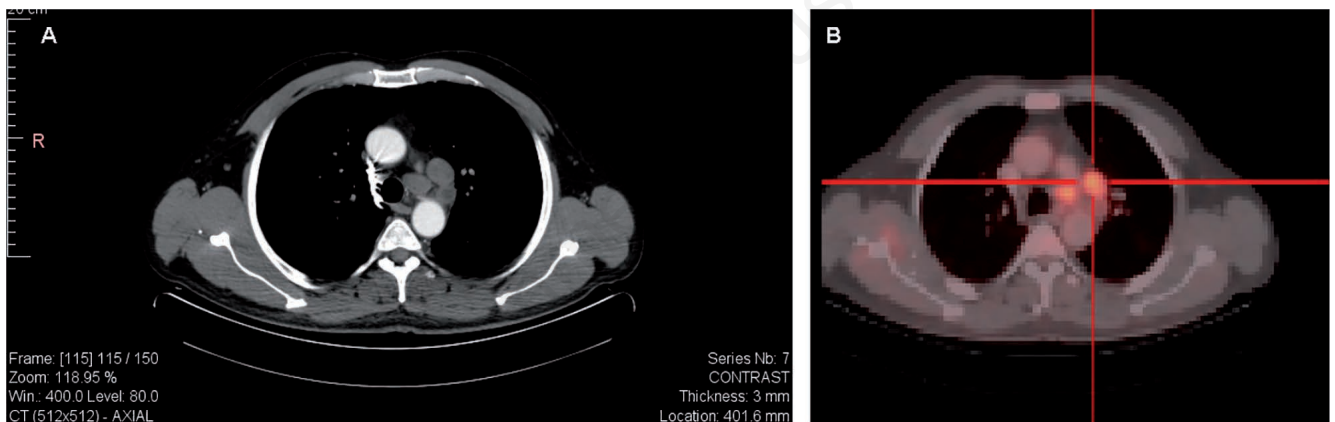 20 cm
A
R
Frame: [115] 115 / 150
Zoom: 118.95 %
Win.: 400.0 Level: 80.0
CT (512x512) - AXIAL
Series Nb: 7
CONTRAST
Thickness: 3 mm
Location: 401.6 mm
B